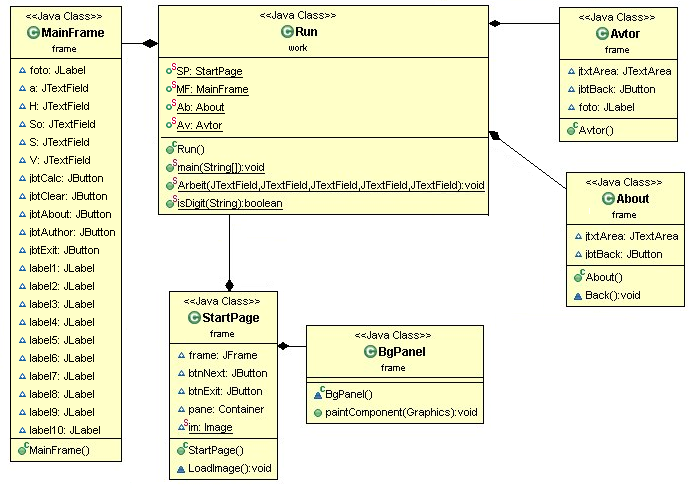 <<Java Class>>
MainFrame
frame
foto: JLabel
a: JTextField
H: JTextField
So: JTextField
S: JTextField
V: JTextField
jbtCalc: JButton
jbtClear: JButton
jbtAbout: JButton
jbtAuthor: JButton
jbtExit: JButton
label1: JLabel
label2: JLabel
label3: JLabel
label4: JLabel
label5: JLabel
label6: JLabel
label7: JLabel
label8: JLabel
label9: JLabel
label10: JLabel
MainFrame()
<<Java Class>>
Run
work
SP: StartPage
MF: MainFrame
Ab: About
Av: Avtor
Run()
main(String[]):void
Arbeit(JTextField,JTextField,JTextField,JTextField,JTextField):void
isDigit(String):boolean
<<Java Class>>
Avtor
frame
jtxtArea: JTextArea
jbtBack: JButton
foto: JLabel
Avtor()
<<Java Class>>
About
frame
jtxtArea: JTextArea
jbtBack: JButton
About()
Back():void
<<Java Class>>
StartPage
frame
frame: JFrame
btnNext: JButton
btnExit: JButton
pane: Container
im: Image
StartPage()
LoadImage():void
<<Java Class>>
BgPanel
frame
BgPanel()
paintComponent(Graphics):void